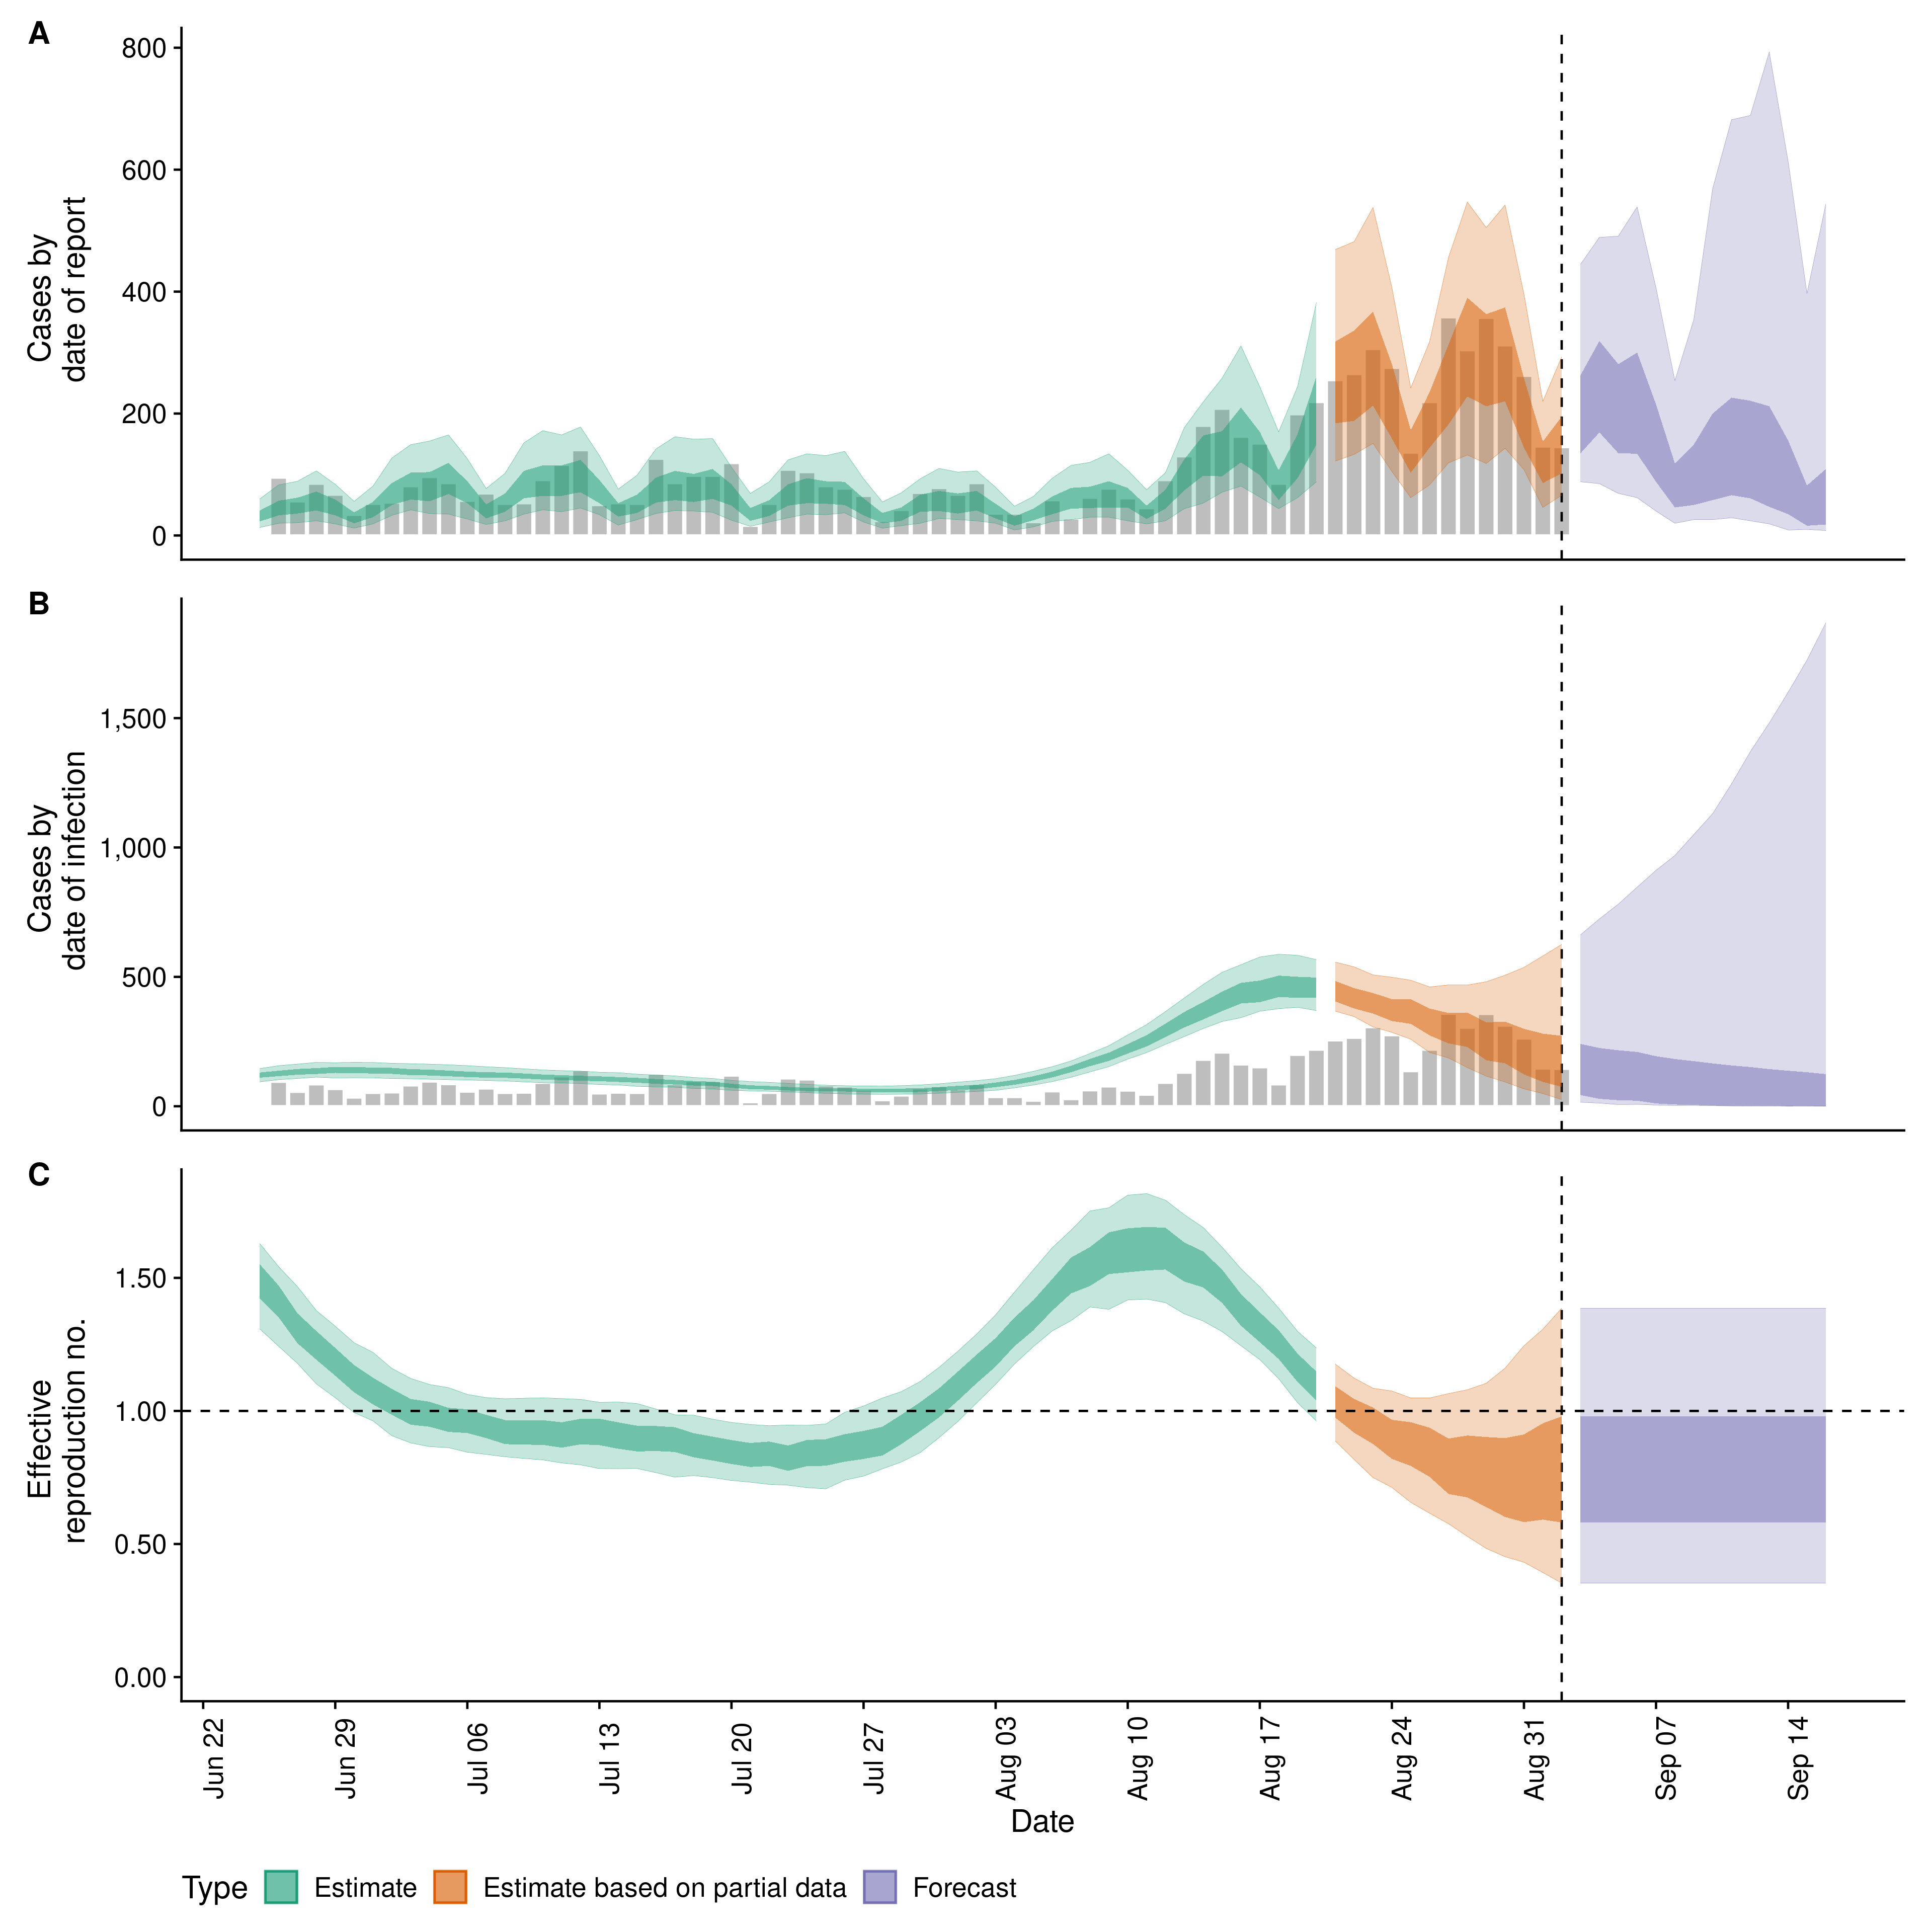 A
800
600
400
200
0
Cases by
date of report
B
1,500
1,000
500
0
Cases by
date of infection
C
1.50
1.00
0.50
0.00
Effective
reproduction no.
Jun 22
Jun 29
Jul 06
Jul 13
Jul 20
Jul 27
Aug 03
Aug 10
Aug 17
Aug 24
Aug 31
Sep 07
Sep 14
Date
Type Estimate Estimate based on partial data Forecast